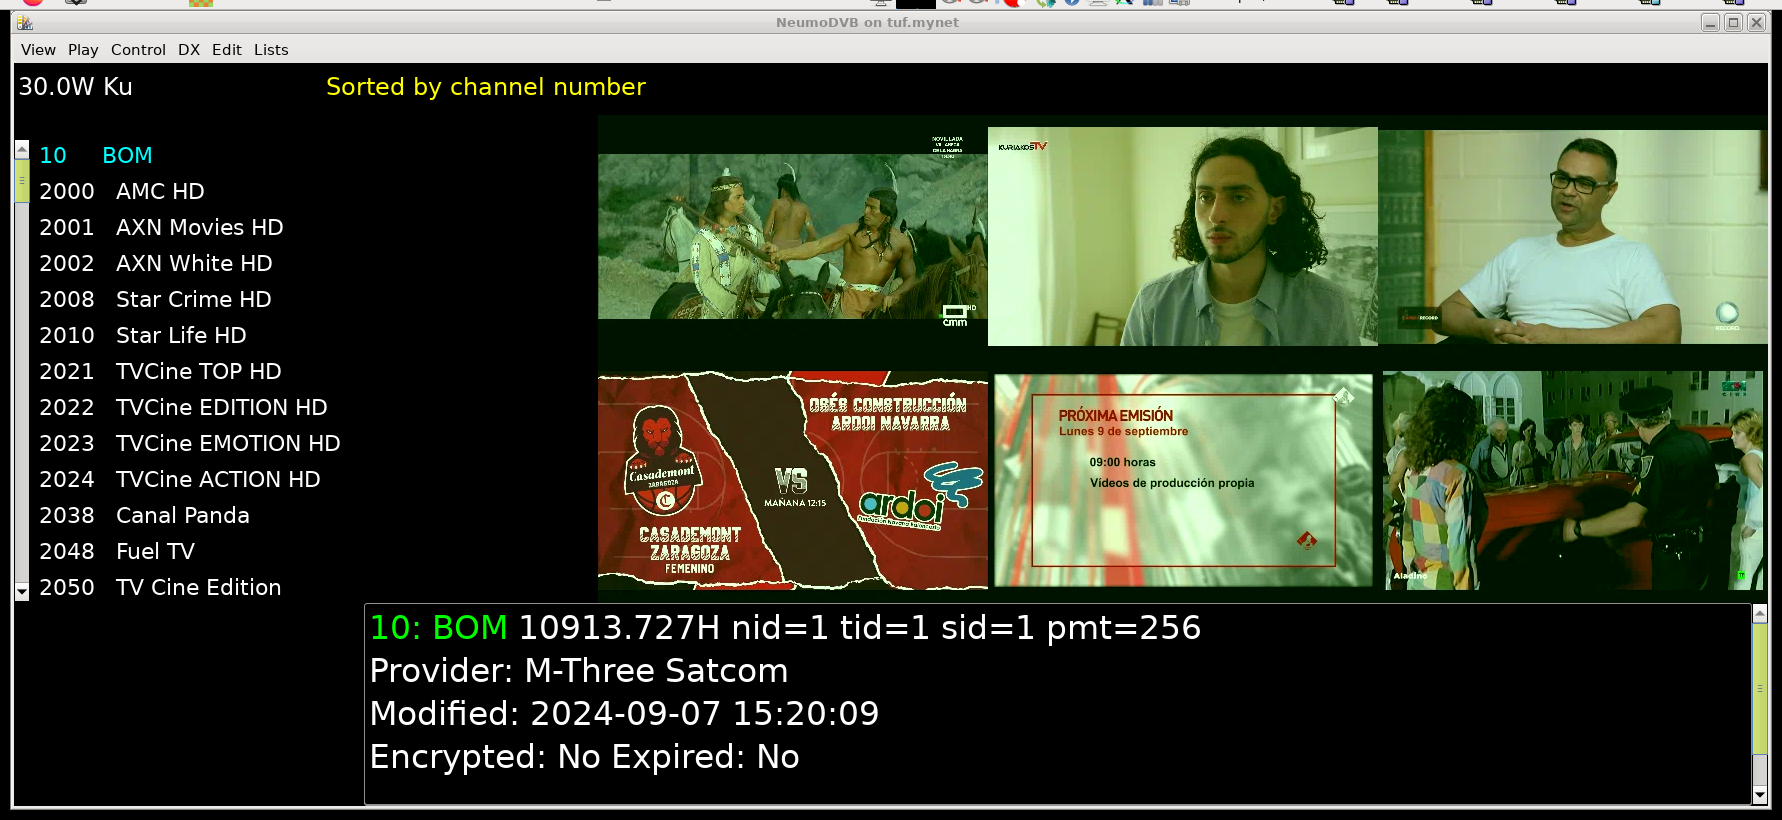 NeumoDVB on tuf.mynet
View Play Control DX Edit Lists
30.0W Ku
Sorted by channel number
10 BOM
2000 AMC HD
2001 AXN Movies HD
2002 AXN White HD
2008 Star Crime HD
2010 Star Life HD
2021 TVCine TOP HD
2022 TVCine EDITION HD
2023 TVCine EMOTION HD
2024 TVCine ACTION HD
2038 Canal Panda
2048 Fuel TV
2050 TV Cine Edition
NOVILLADA
HD
cmm
KURIAKOSTV
RECORD
RECORD
OBÉS CONSTRUCCIÓN
ARDOI NAVARRA
Casademont
ZARAGOZA
VS
MAÑANA 12:15
ardoi
CASADEMONT
ZARAGOZA
FEMENINO
PRÓXIMA EMISIÓN
Lunes 9 de septiembre
09:00 horas
Vídeos de producción propia
Aladino
10: BOM 10913.727H nid=1 tid=1 sid=1 pmt=256
Provider: M-Three Satcom
Modified: 2024-09-07 15:20:09
Encrypted: No Expired: No